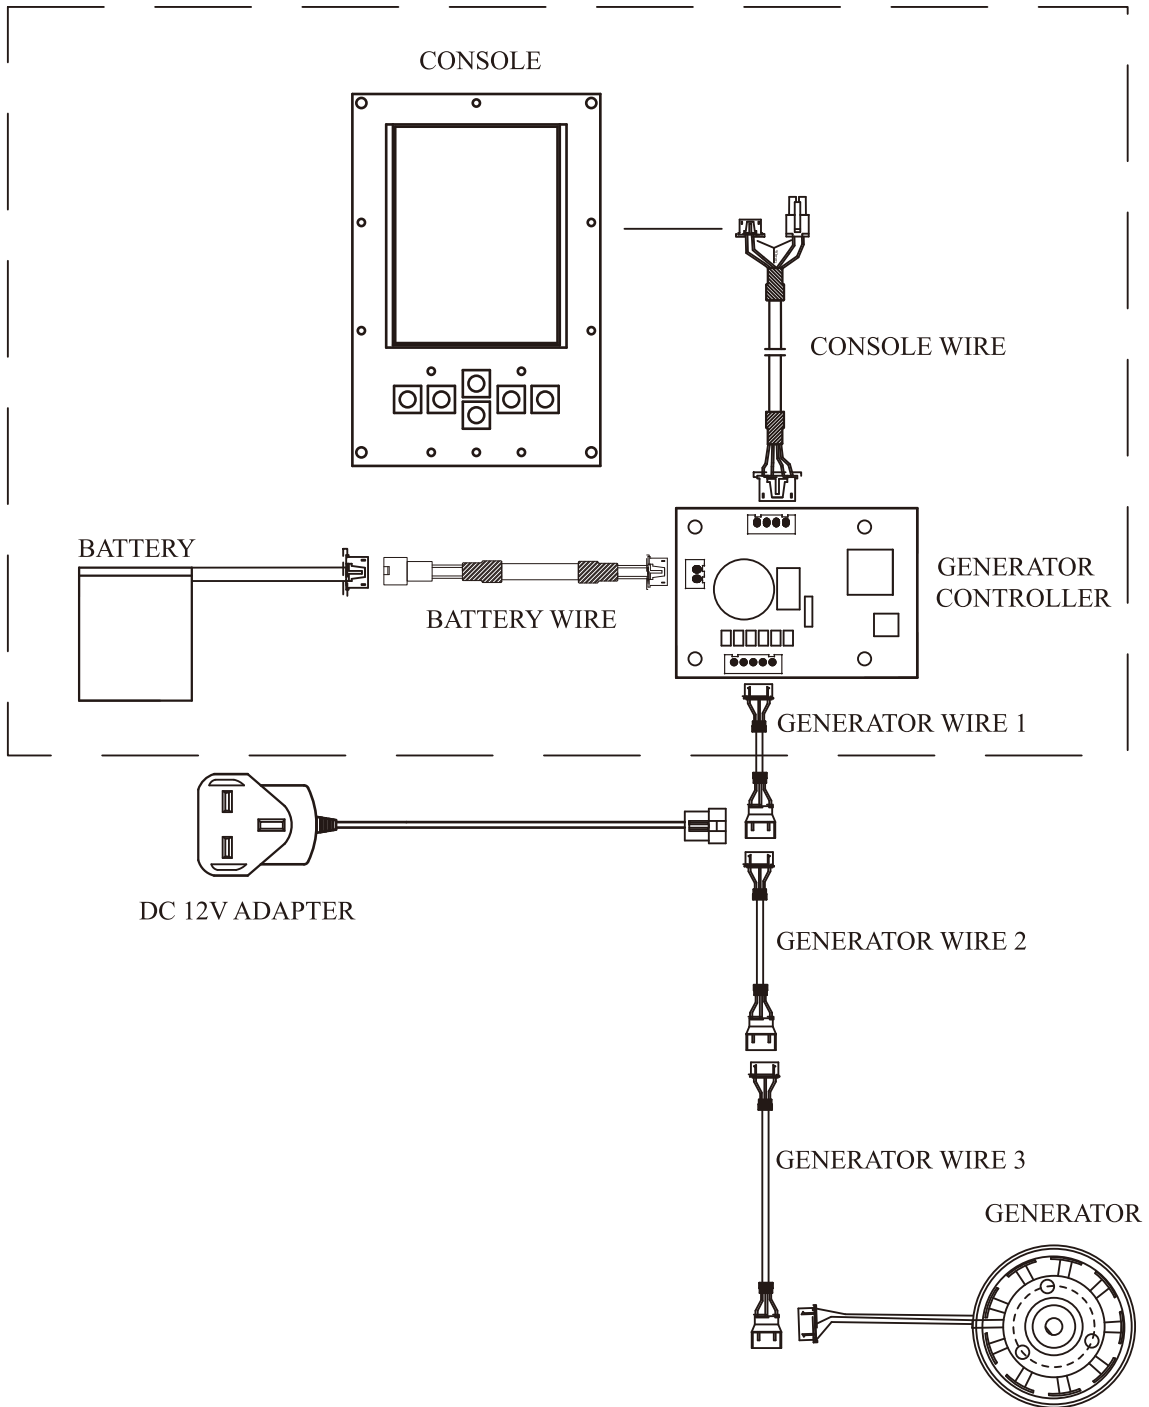 CONSOLE
CONSOLE WIRE
BATTERY
BATTERY WIRE
GENERATOR
CONTROLLER
GENERATOR WIRE 1
DC 12V ADAPTER
GENERATOR WIRE 2
GENERATOR WIRE 3
GENERATOR